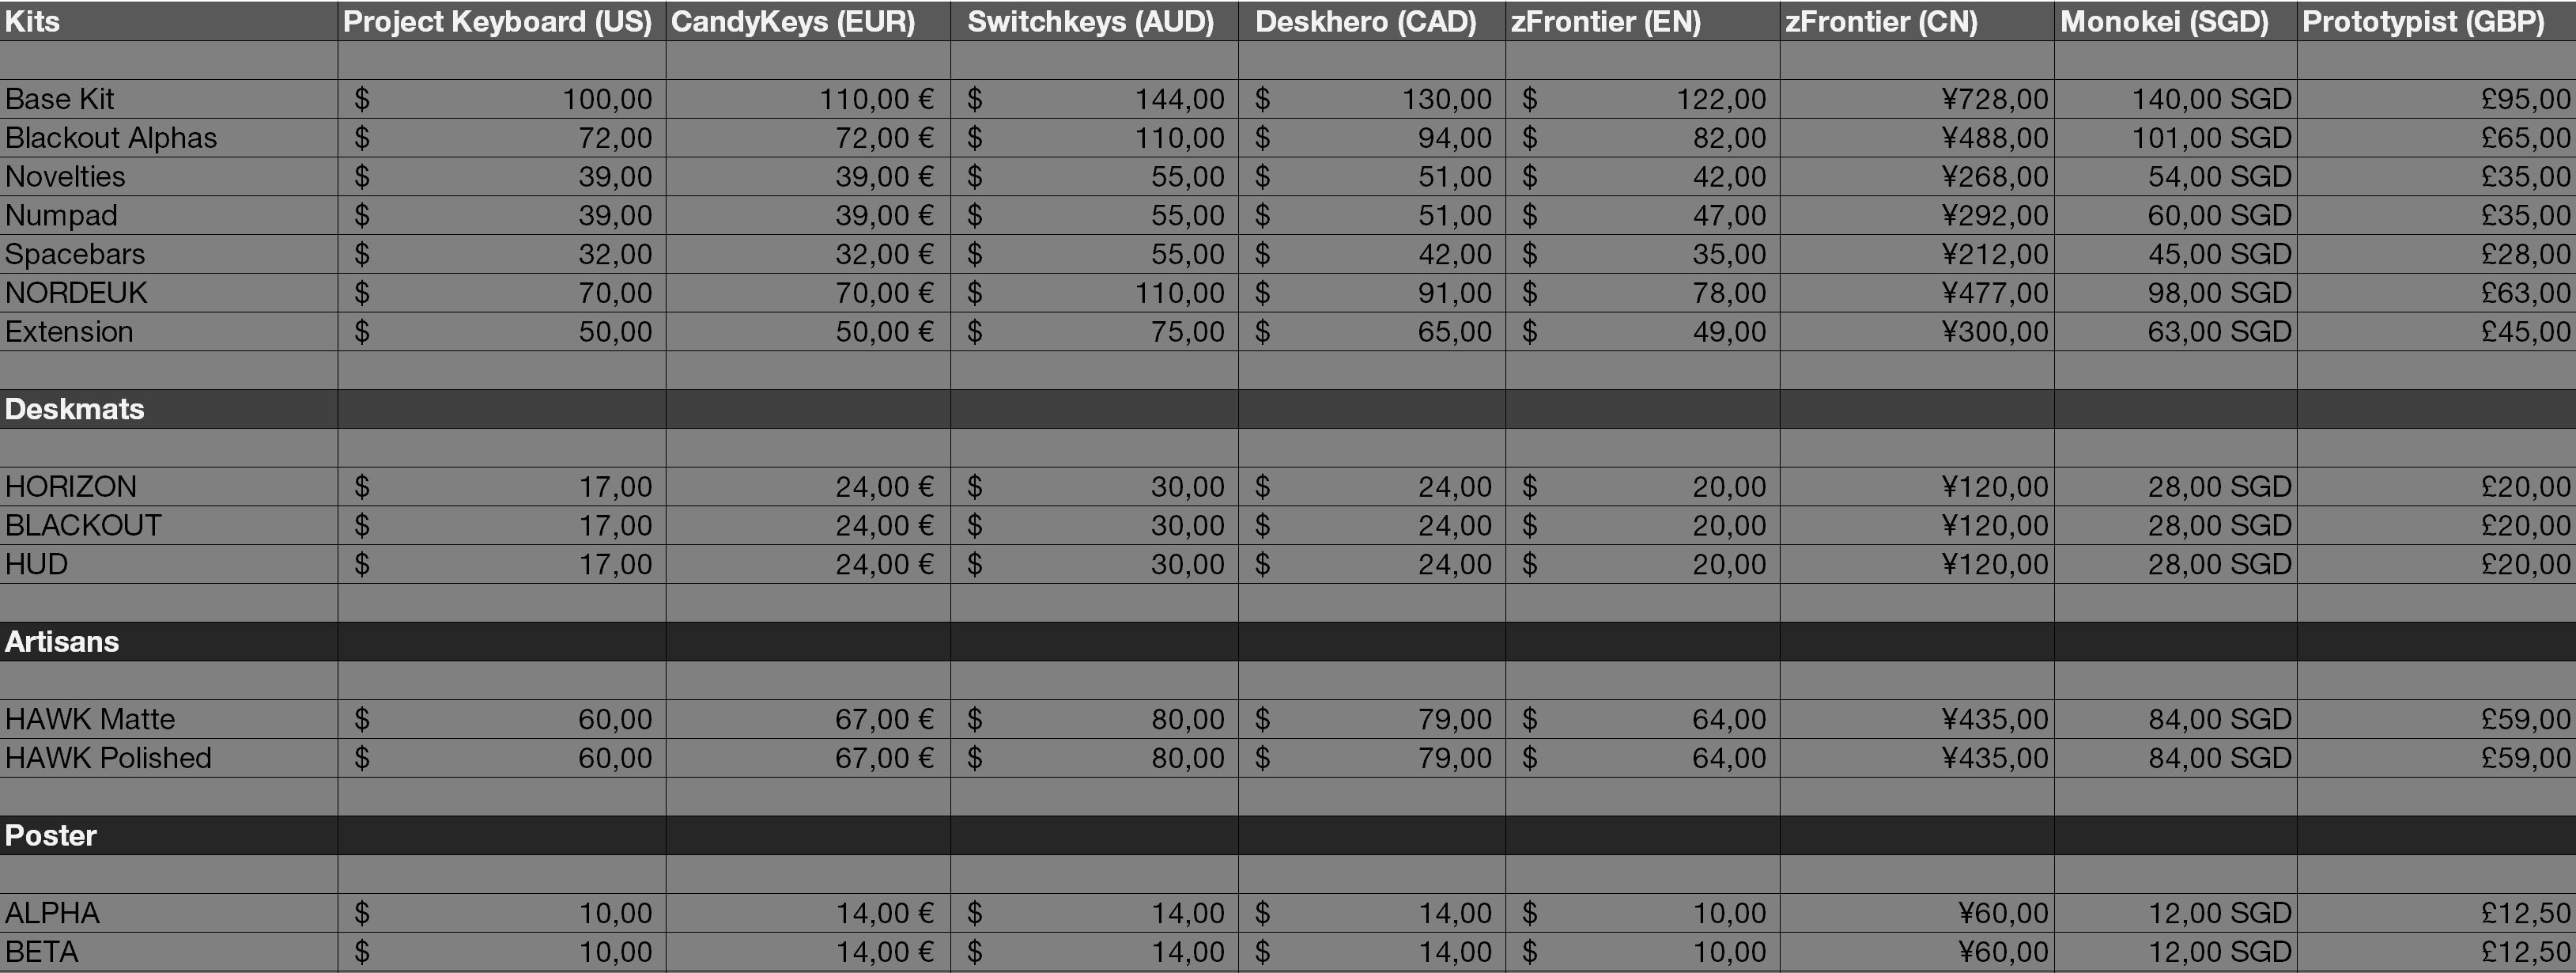 Kits Project Keyboard (US) CandyKeys (EUR) Switchkeys (AUD) Deskhero (CAD) zFrontier (EN) zFrontier (CN) Monokei (SGD) Prototypist (GBP)
Base Kit $ 100,00 110,00 € $ 144,00 $ 130,00 $ 122,00 ¥728,00 140,00 SGD £95,00
Blackout Alphas $ 72,00 72,00 € $ 110,00 $ 94,00 $ 82,00 ¥488,00 101,00 SGD £65,00
Novelties $ 39,00 39,00 € $ 55,00 $ 51,00 $ 42,00 ¥268,00 54,00 SGD £35,00
Numpad $ 39,00 39,00 € $ 55,00 $ 51,00 $ 47,00 ¥292,00 60,00 SGD £35,00
Spacebars $ 32,00 32,00 € $ 55,00 $ 42,00 $ 35,00 ¥212,00 45,00 SGD £28,00
NORDEUK $ 70,00 70,00 € $ 110,00 $ 91,00 $ 78,00 ¥477,00 98,00 SGD £63,00
Extension $ 50,00 50,00 € $ 75,00 $ 65,00 $ 49,00 ¥300,00 63,00 SGD £45,00
Deskmats
HORIZON $ 17,00 24,00 € $ 30,00 $ 24,00 $ 20,00 ¥120,00 28,00 SGD £20,00
BLACKOUT $ 17,00 24,00 € $ 30,00 $ 24,00 $ 20,00 ¥120,00 28,00 SGD £20,00
HUD $ 17,00 24,00 € $ 30,00 $ 24,00 $ 20,00 ¥120,00 28,00 SGD £20,00
Artisans
HAWK Matte $ 60,00 67,00 € $ 80,00 $ 79,00 $ 64,00 ¥435,00 84,00 SGD £59,00
HAWK Polished $ 60,00 67,00 € $ 80,00 $ 79,00 $ 64,00 ¥435,00 84,00 SGD £59,00
Poster
ALPHA $ 10,00 14,00 € $ 14,00 $ 14,00 $ 10,00 ¥60,00 12,00 SGD £12,50
BETA $ 10,00 14,00 € $ 14,00 $ 14,00 $ 10,00 ¥60,00 12,00 SGD £12,50